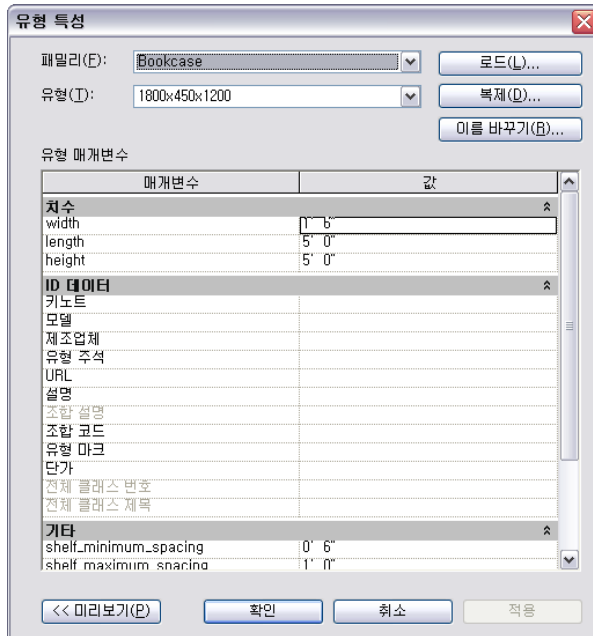 유형 특성
패밀리(F): Bookcase 로드(L)...
유형(T): 1800x450x1200 복제(D)...
이름 바꾸기(R)...
유형 매개변수
매개변수 값
치수
width 1' 6"
length 5' 0"
height 5' 0"
ID 데이터
키노트
모델
제조업체
유형 주석
URL
설명
조합 설명
조합 코드
유형 마크
단가
전체 클래스 번호
전체 클래스 제목
기타
shelf_minimum_spacing 0' 6"
shelf_maximum_spacing 1' 0"
<< 미리보기(P) 확인 취소 적용